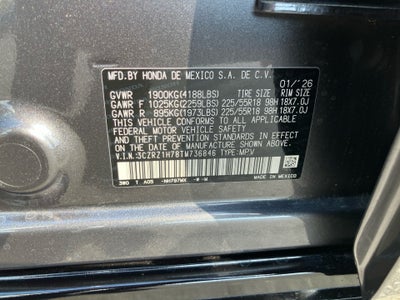 MFD.BY HONDA DE MEXICO S.A. DE C.V.
01/'26
GVWR 1900KG(4188LBS) TIRE SIZE RIM SIZE
GAWR F 1025KG(2259LBS) 225/55R18 98H 18X7.0J
GAWR R 895KG(1973LBS) 225/55R18 98H 18X7.0J
THIS VEHICLE CONFORMS TO ALL APPLICABLE
FEDERAL MOTOR VEHICLE SAFETY, BUMPER,
AND THEFT PREVENTION STANDARDS IN EFFECT
ON THE DATE OF MANUFACTURE SHOWN ABOVE.
V.I.N.:3CZRZ1H78TM736846 TYPE:MPV
MADE IN
MEXICO